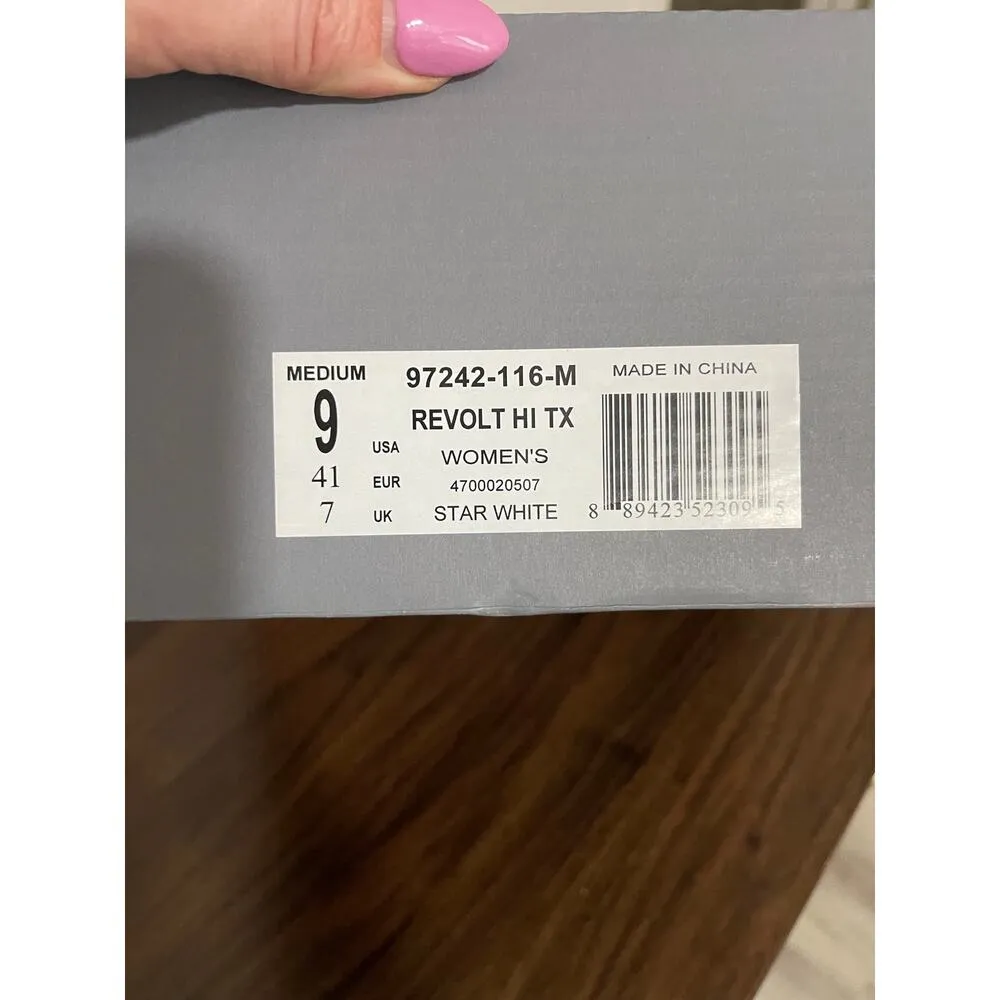 MEDIUM
9 USA
41 EUR
7 UK
97242-116-M
REVOLT HI TX
WOMEN'S
4700020507
STAR WHITE
MADE IN CHINA
8 89423 52309 5